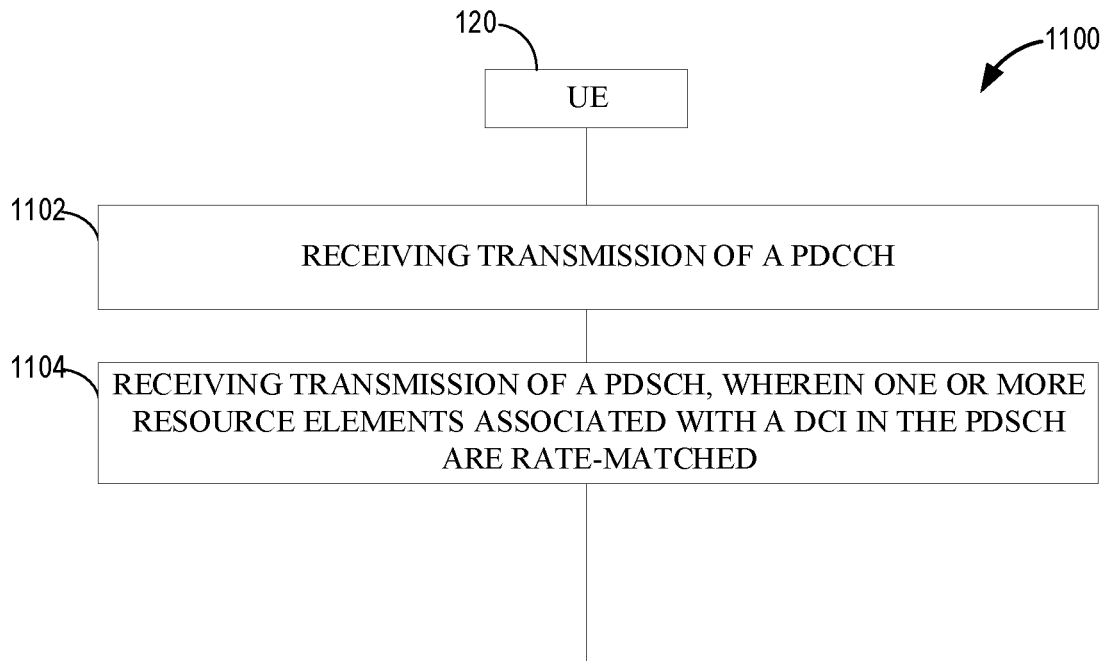 120
1100
UE
1102
RECEIVING TRANSMISSION OF A PDCCH
1104
RECEIVING TRANSMISSION OF A PDSCH, WHEREIN ONE OR MORE
RESOURCE ELEMENTS ASSOCIATED WITH A DCI IN THE PDSCH
ARE RATE-MATCHED